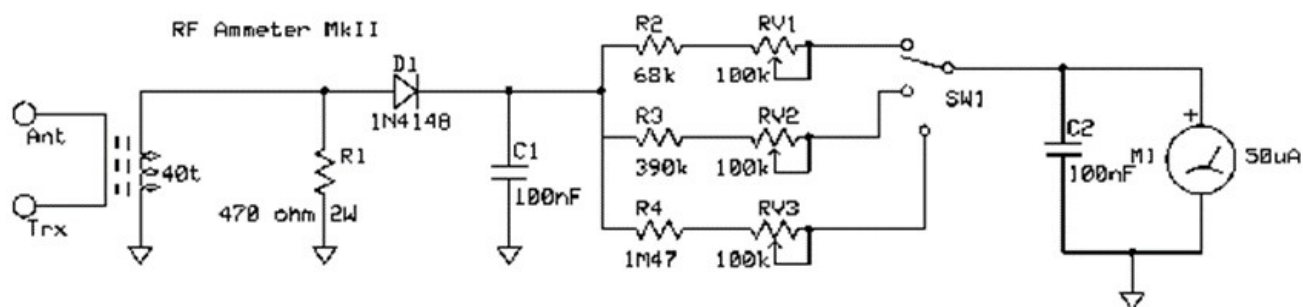 RF Ammeter MkII
Ant
Trx
40t
R1
470 ohm 2W
D1
1N4148
C1
100nF
R2
68k
RV1
100k
R3
390k
RV2
100k
R4
1M47
RV3
100k
SW1
C2
100nF
M1
+
50uA